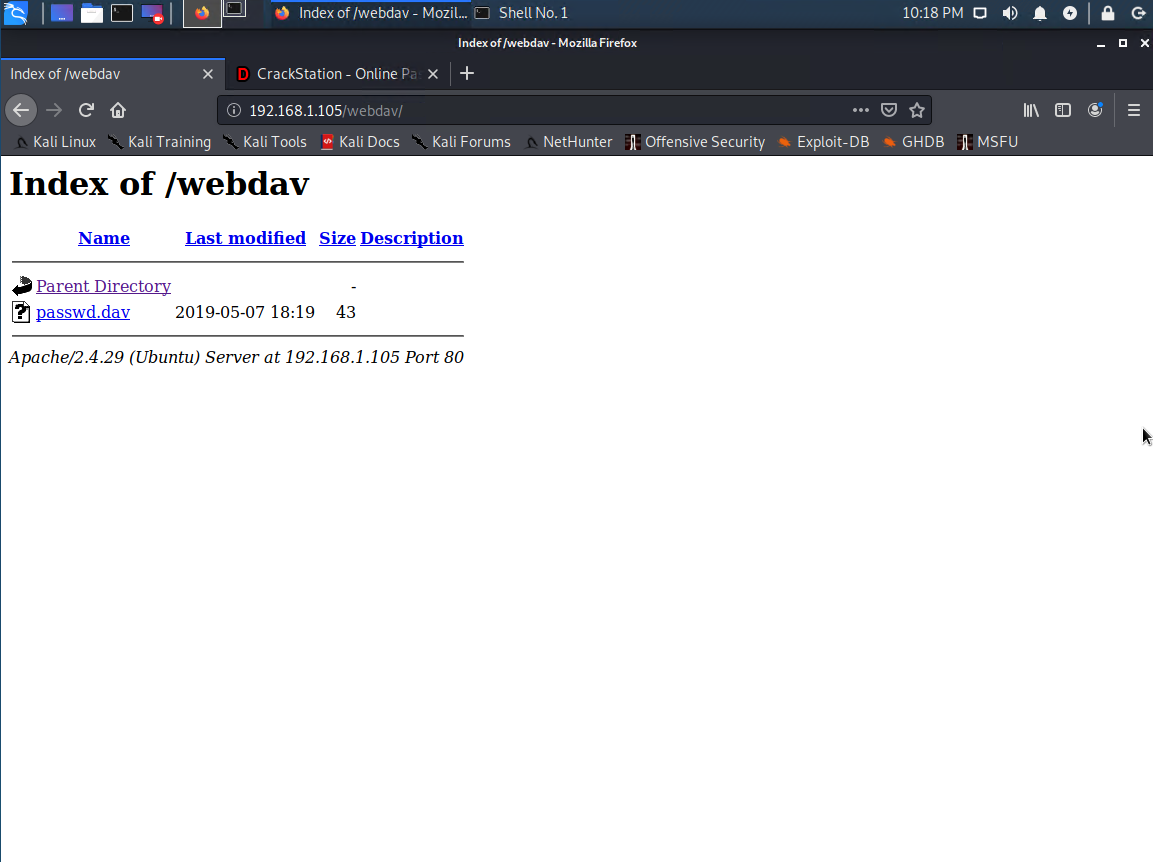 Index of /webdav - Mozil... Shell No. 1 10:18 PM
Index of /webdav - Mozilla Firefox
Index of /webdav CrackStation - Online Pa
192.168.1.105/webdav/
Kali Linux Kali Training Kali Tools Kali Docs Kali Forums NetHunter Offensive Security Exploit-DB GHDB MSFU
Index of /webdav
Name Last modified Size Description
Parent Directory -
passwd.dav 2019-05-07 18:19 43
Apache/2.4.29 (Ubuntu) Server at 192.168.1.105 Port 80